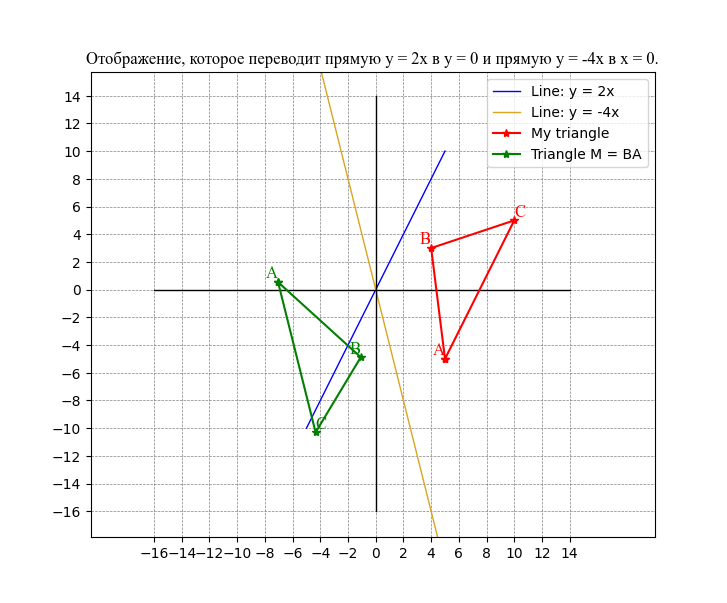 Отображение, которое переводит прямую y = 2x в y = 0 и прямую y = -4x в x = 0.
Line: y = 2x
Line: y = -4x
My triangle
Triangle M = BA
14
12
10
8
6
4
2
0
−2
−4
−6
−8
−10
−12
−14
−16
C
B
A
A
B
C
−16 −14 −12 −10 −8 −6 −4 −2 0 2 4 6 8 10 12 14